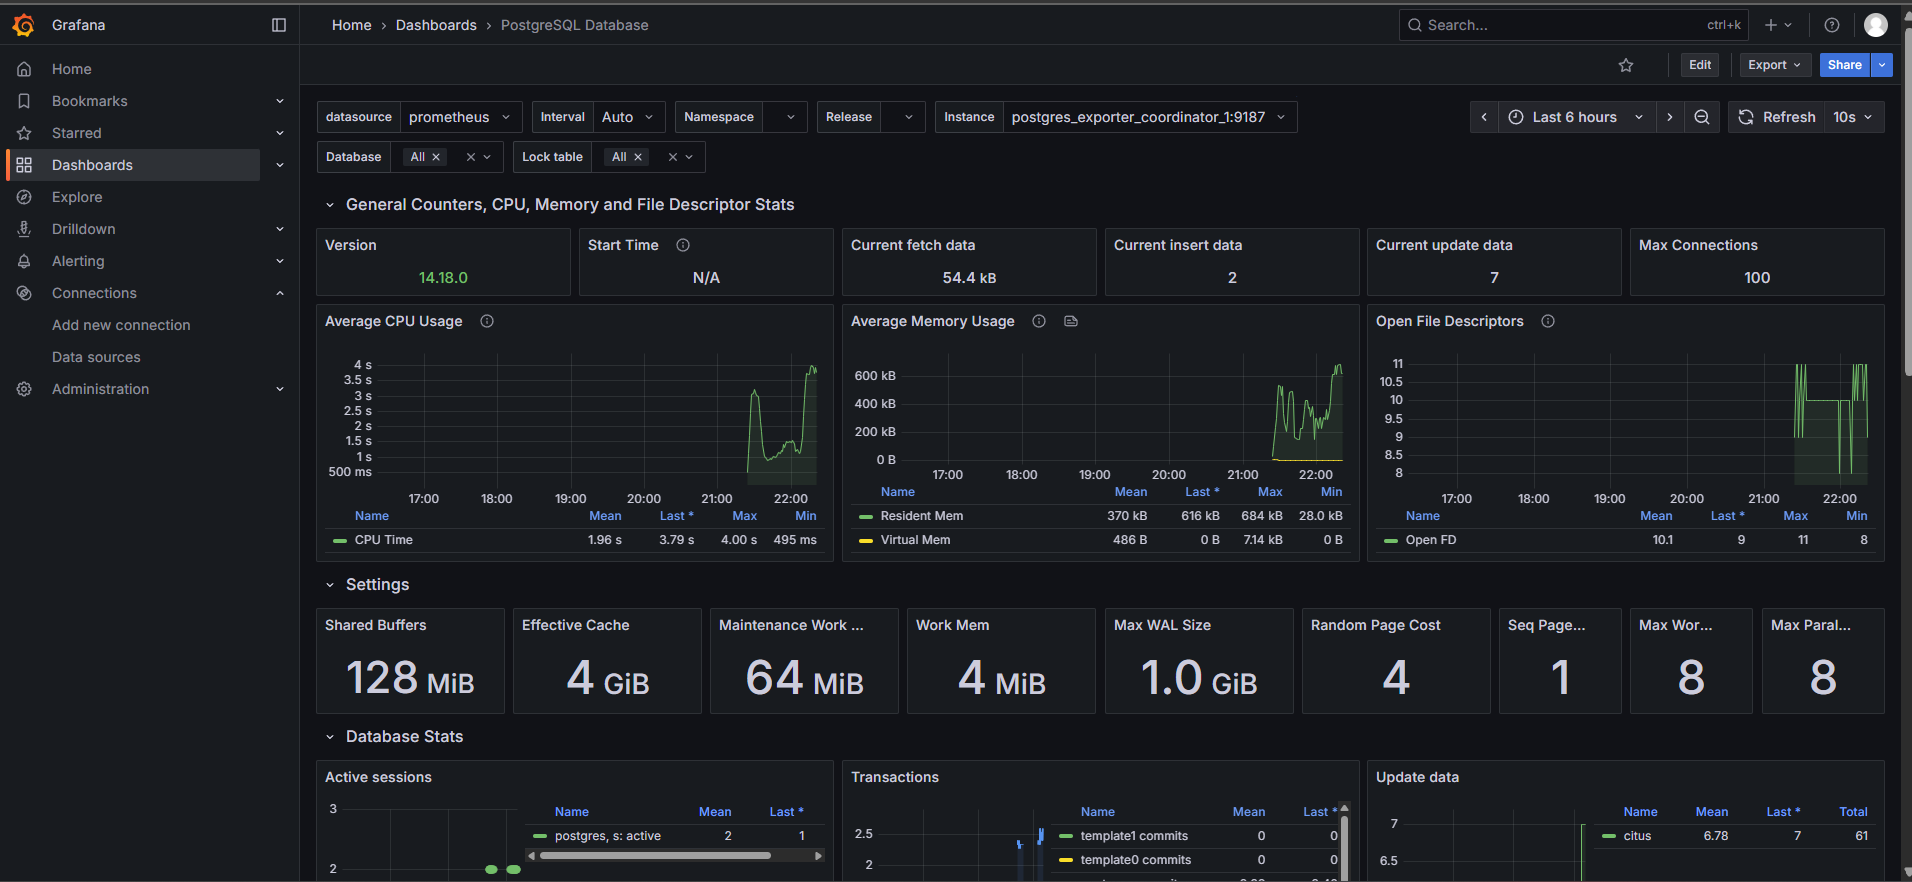 Grafana
Home › Dashboards › PostgreSQL Database
Search... ctrl+k
Home
Bookmarks
Starred
Dashboards
Explore
Drilldown
Alerting
Connections
Add new connection
Data sources
Administration
Edit Export Share
datasource prometheus Interval Auto Namespace Release Instance postgres_exporter_coordinator_1:9187 Last 6 hours Refresh 10s
Database All × Lock table All ×
General Counters, CPU, Memory and File Descriptor Stats
Version Start Time Current fetch data Current insert data Current update data Max Connections
14.18.0 N/A 54.4 kB 2 7 100
Average CPU Usage
4 s
3.5 s
3 s
2.5 s
2 s
1.5 s
1 s
500 ms
17:00 18:00 19:00 20:00 21:00 22:00
Name Mean Last * Max Min
CPU Time 1.96 s 3.79 s 4.00 s 495 ms
Average Memory Usage
600 kB
400 kB
200 kB
0 B
17:00 18:00 19:00 20:00 21:00 22:00
Name Mean Last * Max Min
Resident Mem 370 kB 616 kB 684 kB 28.0 kB
Virtual Mem 486 B 0 B 7.14 kB 0 B
Open File Descriptors
11
10.5
10
9.5
9
8.5
8
17:00 18:00 19:00 20:00 21:00 22:00
Name Mean Last * Max Min
Open FD 10.1 9 11 8
Settings
Shared Buffers Effective Cache Maintenance Work ... Work Mem Max WAL Size Random Page Cost Seq Page... Max Wor... Max Paral...
128 MiB 4 GiB 64 MiB 4 MiB 1.0 GiB 4 1 8 8
Database Stats
Active sessions
3
2
Name Mean Last *
postgres, s: active 2 1
Transactions
2.5
2
Name Mean Last *
template1 commits 0 0
template0 commits 0 0
Update data
7
6.5
Name Mean Last * Total
citus 6.78 7 61